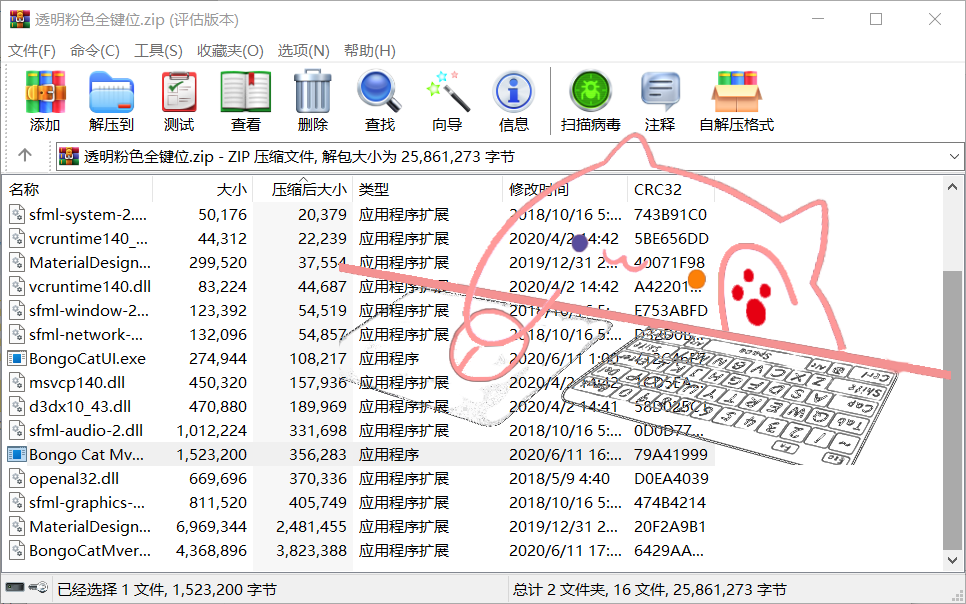 透明粉色全键位.zip (评估版本)
文件(F) 命令(C) 工具(S) 收藏夹(O) 选项(N) 帮助(H)
添加 解压到 测试 查看 删除 查找 向导 信息 扫描病毒 注释 自解压格式
透明粉色全键位.zip - ZIP 压缩文件, 解包大小为 25,861,273 字节
名称 大小 压缩后大小 类型 修改时间 CRC32
sfml-system-2.... 50,176 20,379 应用程序扩展 2018/10/16 5:... 743B91C0
vcruntime140_... 44,312 22,239 应用程序扩展 2020/4/2 14:42 5BE656DD
MaterialDesign... 299,520 37,554 应用程序扩展 2019/12/31 2... 40071F98
vcruntime140.dll 83,224 44,687 应用程序扩展 2020/4/2 14:42 A42201...
sfml-window-2... 123,392 54,519 应用程序扩展 2018/10/16 5:... E753ABFD
sfml-network-... 132,096 54,857 应用程序扩展 2018/10/16 5:...
BongoCatUI.exe 274,944 108,217 应用程序 2020/6/11
msvcp140.dll 450,320 157,936 应用程序扩展 2020/4/2 14:42
d3dx10_43.dll 470,880 189,969 应用程序扩展 2020/4/2 14:41 58D025C1
sfml-audio-2.dll 1,012,224 331,698 应用程序扩展 2018/10/16 5:... 0D0D77...
Bongo Cat Mv... 1,523,200 356,283 应用程序 2020/6/11 16:... 79A41999
openal32.dll 669,696 370,336 应用程序扩展 2018/5/9 4:40 D0EA4039
sfml-graphics-... 811,520 405,749 应用程序扩展 2018/10/16 5:... 474B4214
MaterialDesign... 6,969,344 2,481,455 应用程序扩展 2019/12/31 2... 20F2A9B1
BongoCatMver... 4,368,896 3,823,388 应用程序扩展 2020/6/11 17:... 6429AA...
已经选择 1 文件, 1,523,200 字节 总计 2 文件夹, 16 文件, 25,861,273 字节